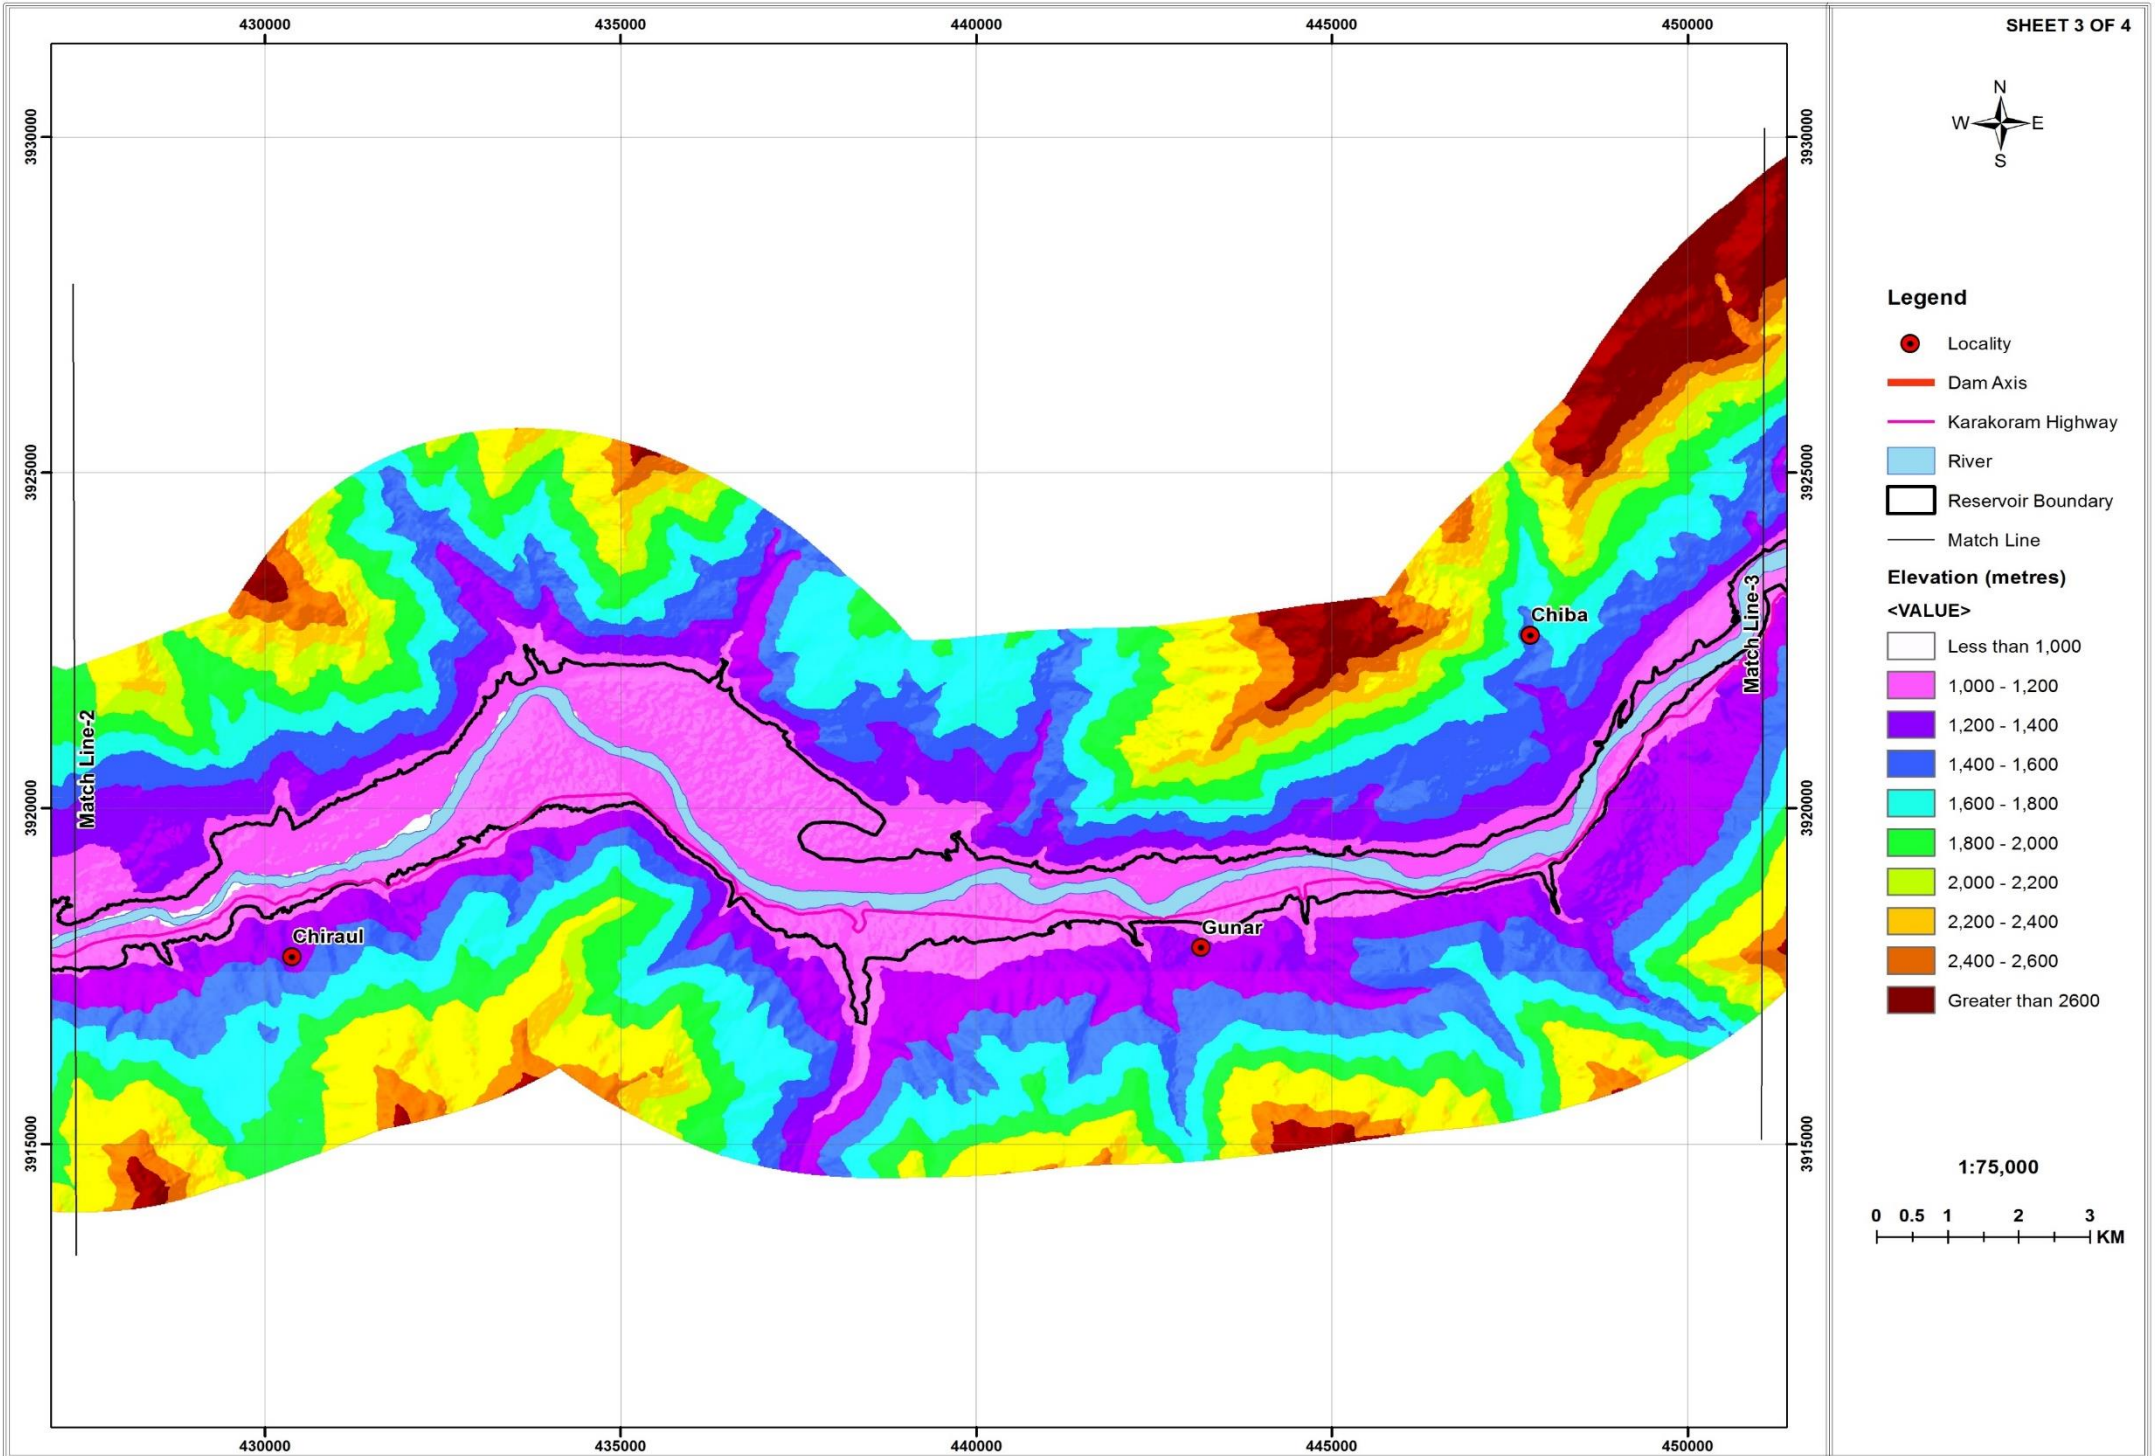 430000 435000 440000 445000 450000
SHEET 3 OF 4
N
W E
S
3930000 3930000
3925000 3925000
3920000 3920000
3915000 3915000
Match Line-2
Match Line-3
Chiba
Chiraul
Gunar
430000 435000 440000 445000 450000
Legend
Locality
Dam Axis
Karakoram Highway
River
Reservoir Boundary
Match Line
Elevation (metres)
<VALUE>
Less than 1,000
1,000 - 1,200
1,200 - 1,400
1,400 - 1,600
1,600 - 1,800
1,800 - 2,000
2,000 - 2,200
2,200 - 2,400
2,400 - 2,600
Greater than 2600
1:75,000
0 0.5 1 2 3
KM